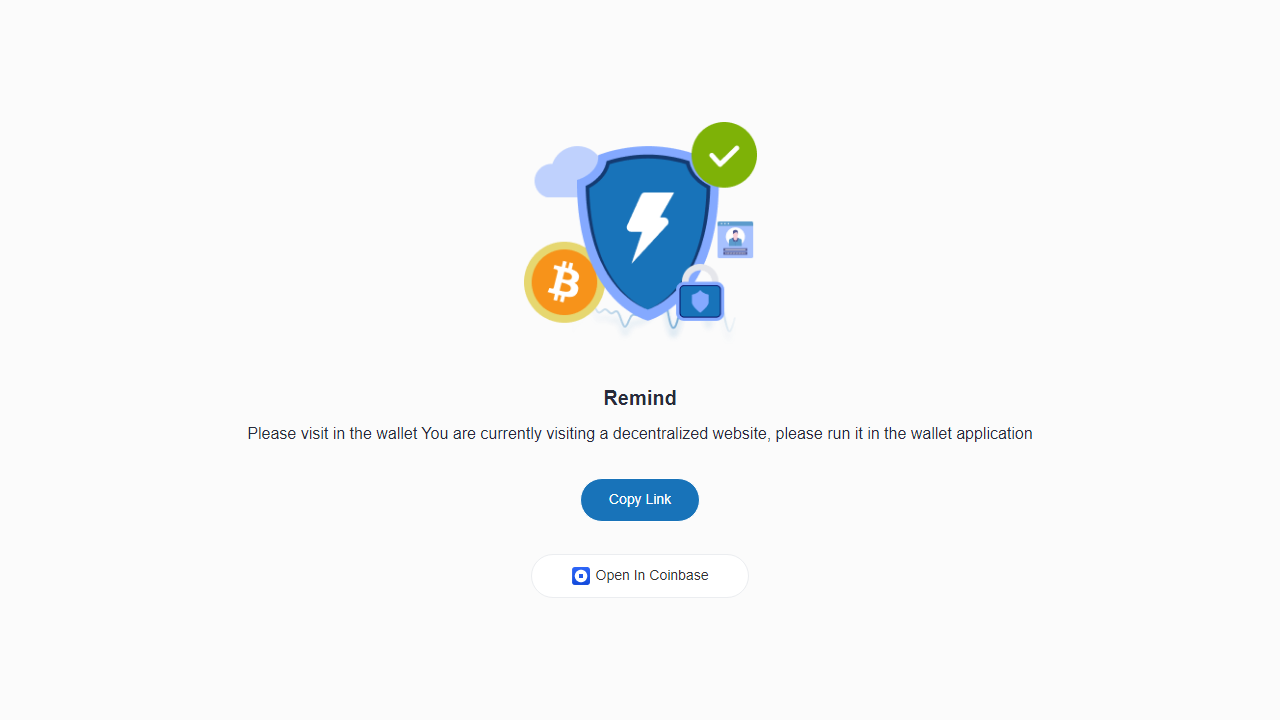 Remind
Please visit in the wallet You are currently visiting a decentralized website, please run it in the wallet application
Copy Link
Open In Coinbase